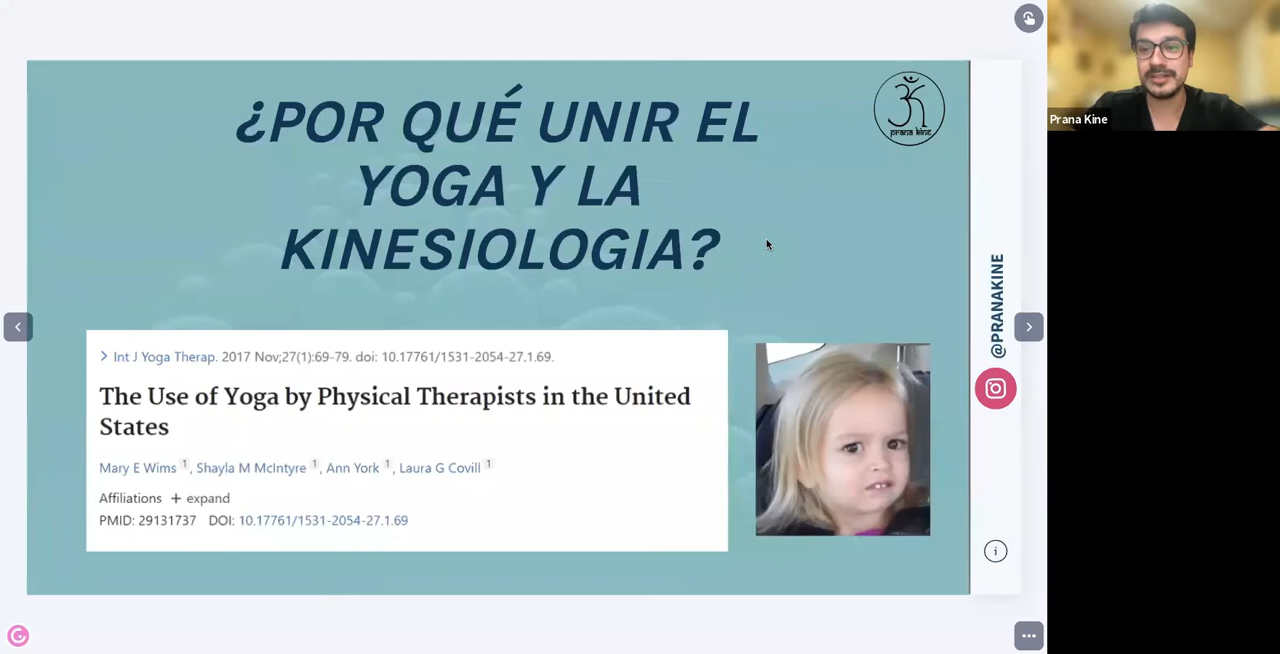 ¿POR QUÉ UNIR EL
YOGA Y LA
KINESIOLOGIA?
prana kine
Int J Yoga Therap. 2017 Nov;27(1):69-79. doi: 10.17761/1531-2054-27.1.69.
The Use of Yoga by Physical Therapists in the United
States
Mary E Wims 1, Shayla M McIntyre 1, Ann York 1, Laura G Covill 1
Affiliations + expand
PMID: 29131737 DOI: 10.17761/1531-2054-27.1.69
@PRANAKINE
i
Prana Kine